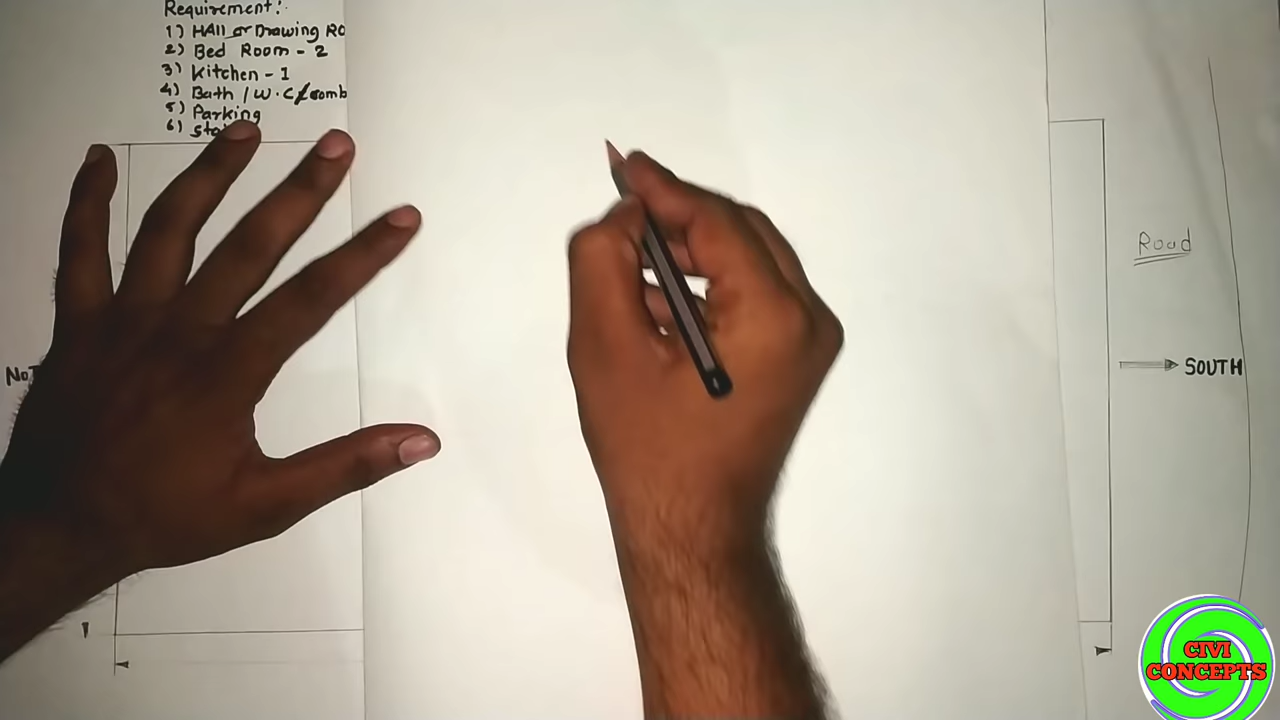 Requirement:
1) HAll or Drawing
2) Bed Room - 2
3) Kitchen - 1
4) Bath / W.C /
5) Parking
6)
Road
SOUTH
CIVI
CONCEPTS